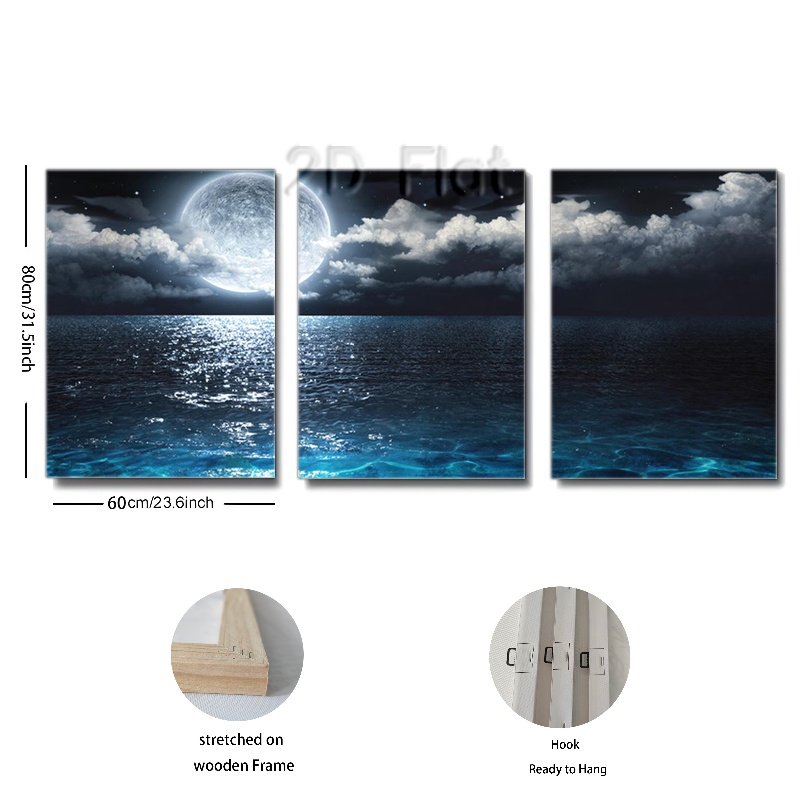 2D Flat
80cm/31.5inch
60cm/23.6inch
stretched on
wooden Frame
Hook
Ready to Hang